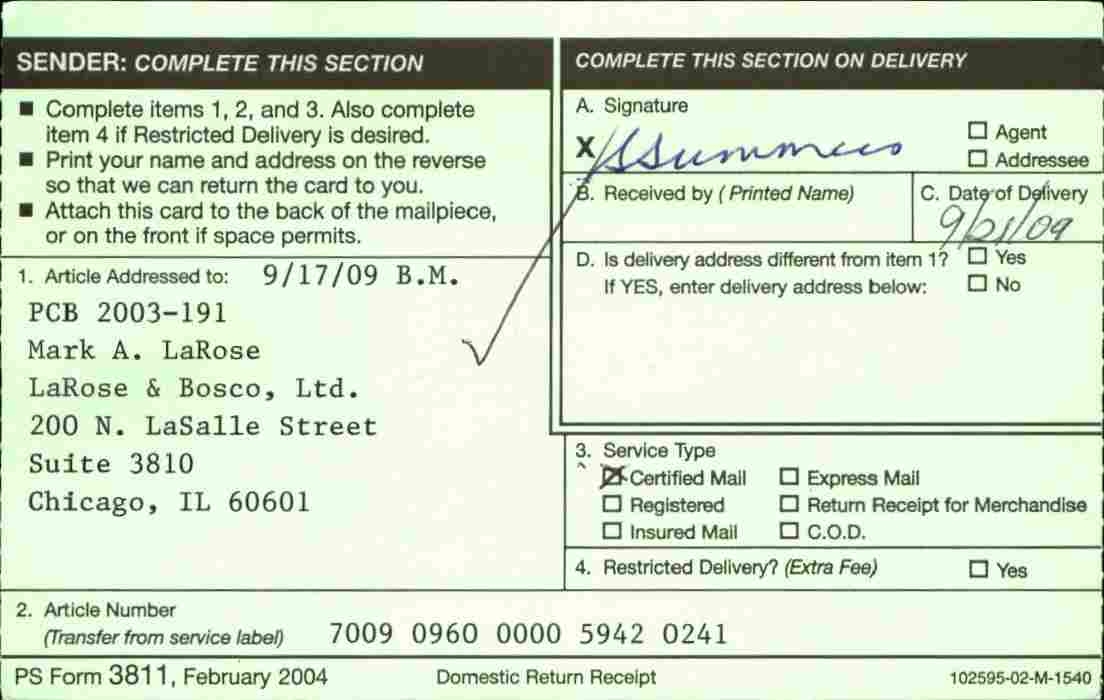 SENDER: COMPLETE THIS SECTION
■ Complete items 1, 2, and 3. Also complete
item 4 if Restricted Delivery is desired.
■ Print your name and address on the reverse
so that we can return the card to you.
■ Attach this card to the back of the mailpiece,
or on the front if space permits.
1. Article Addressed to: 9/17/09 B.M.
PCB 2003-191
Mark A. LaRose
LaRose & Bosco, Ltd.
200 N. LaSalle Street
Suite 3810
Chicago, IL 60601
COMPLETE THIS SECTION ON DELIVERY
A. Signature
X
☐ Agent
☐ Addressee
B. Received by ( Printed Name)
C. Date of Delivery
9/21/09
D. Is delivery address different from item 1? ☐ Yes
If YES, enter delivery address below: ☐ No
3. Service Type
☒ Certified Mail ☐ Express Mail
☐ Registered ☐ Return Receipt for Merchandise
☐ Insured Mail ☐ C.O.D.
4. Restricted Delivery? (Extra Fee) ☐ Yes
2. Article Number
(Transfer from service label) 7009 0960 0000 5942 0241
PS Form 3811, February 2004 Domestic Return Receipt 102595-02-M-1540